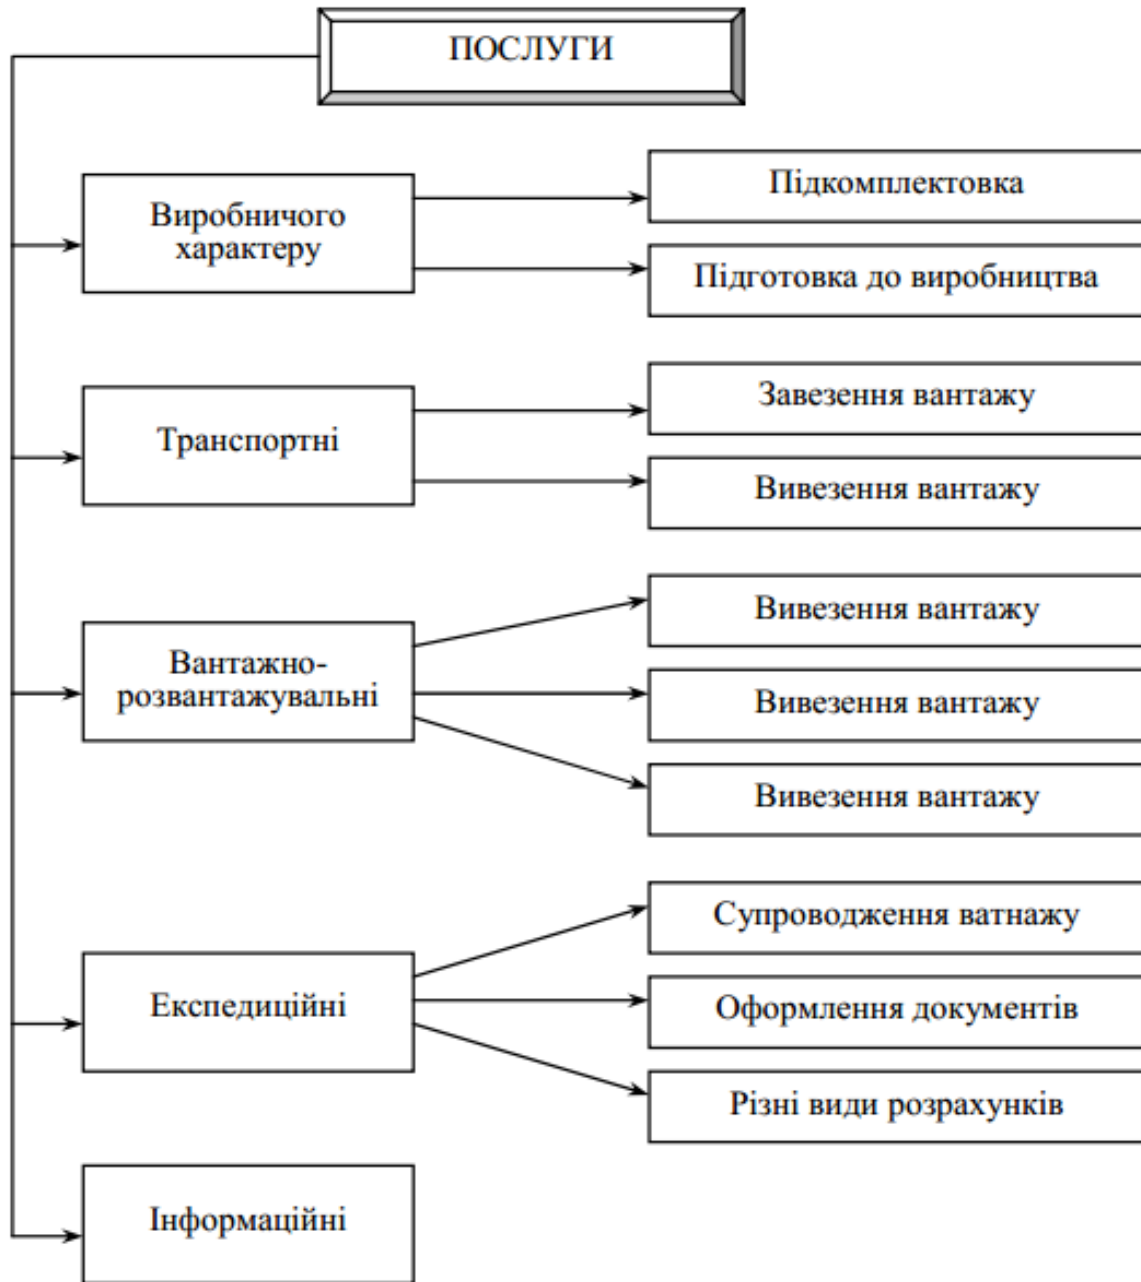 ПОСЛУГИ
Виробничого
характеру
Підкомплектовка
Підготовка до виробництва
Транспортні
Завезення вантажу
Вивезення вантажу
Вантажно-
розвантажувальні
Вивезення вантажу
Вивезення вантажу
Вивезення вантажу
Експедиційні
Супроводження ватнажу
Оформлення документів
Різні види розрахунків
Інформаційні